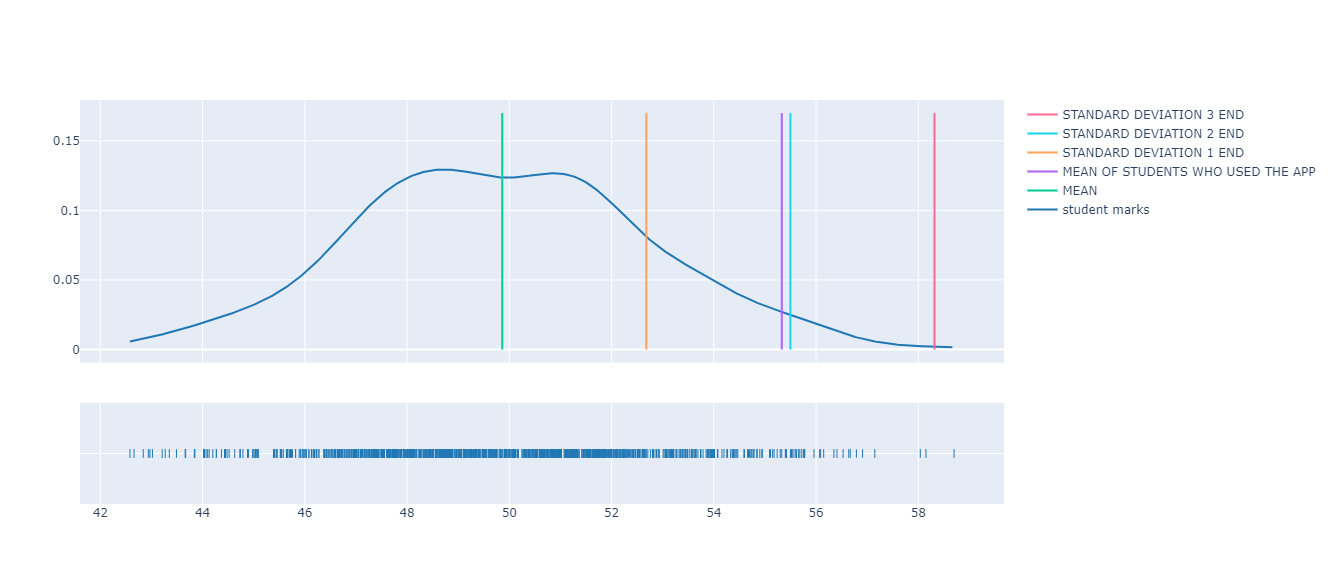 0.15
0.1
0.05
0
STANDARD DEVIATION 3 END
STANDARD DEVIATION 2 END
STANDARD DEVIATION 1 END
MEAN OF STUDENTS WHO USED THE APP
MEAN
student marks
42 44 46 48 50 52 54 56 58